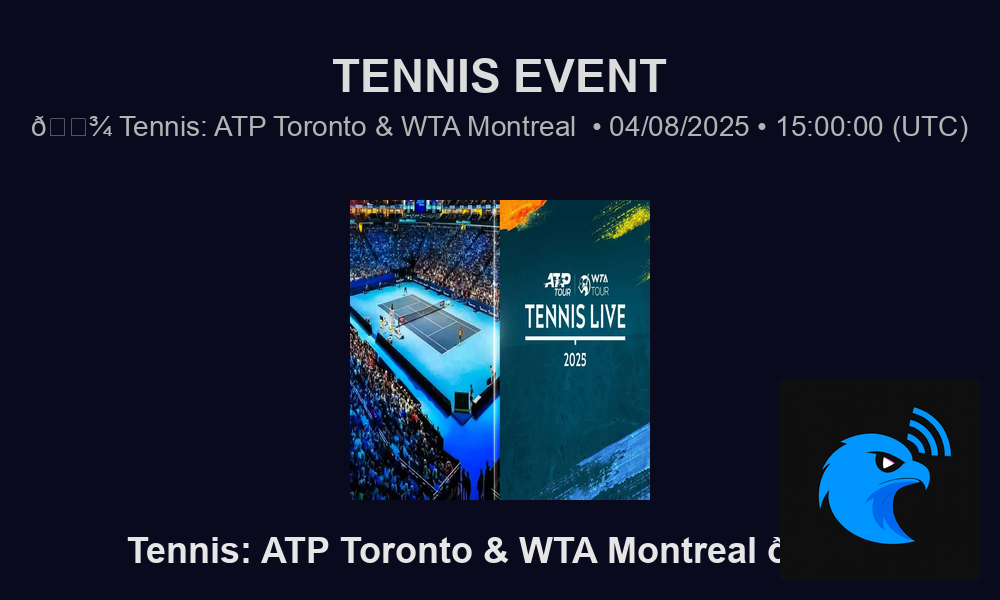 TENNIS EVENT
ð□□¾ Tennis: ATP Toronto & WTA Montreal • 04/08/2025 • 15:00:00 (UTC)
ATP TOUR WTA TOUR
TENNIS LIVE
2025
Tennis: ATP Toronto & WTA Montreal